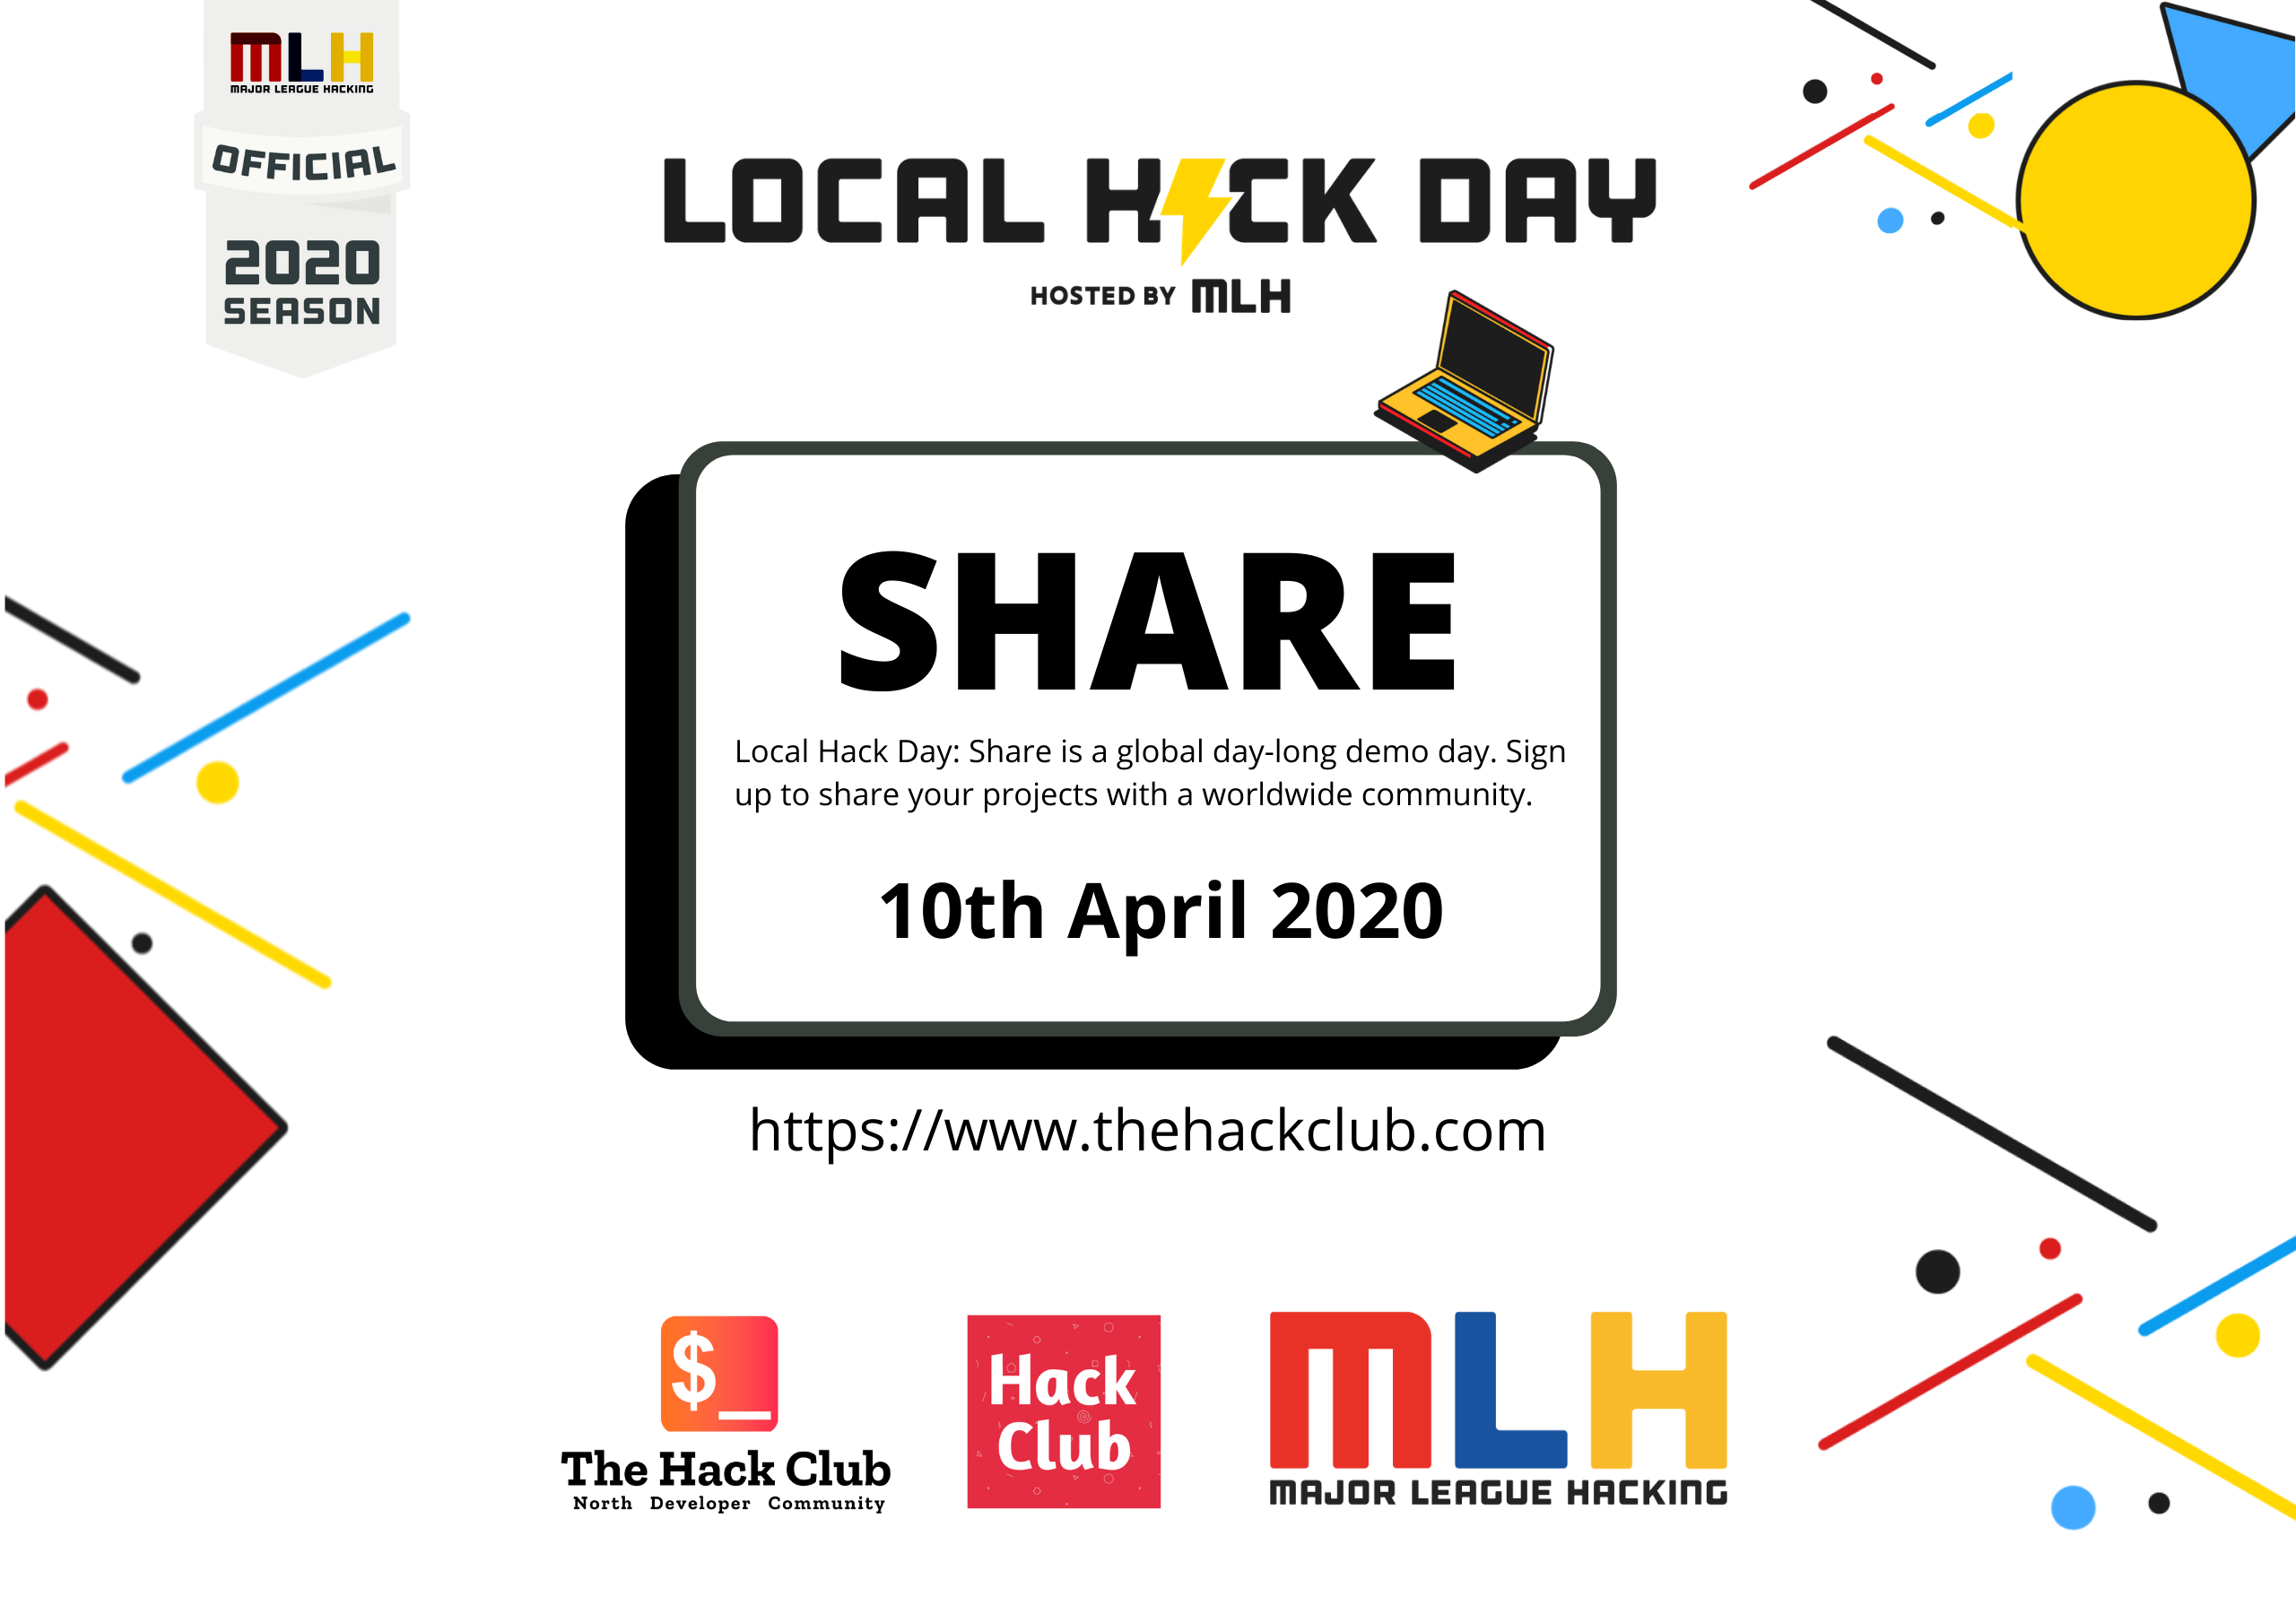 MLH
MAJOR LEAGUE HACKING
OFFICIAL
2020
SEASON
LOCAL HACK DAY
HOSTED BY MLH
SHARE
Local Hack Day: Share is a global day-long demo day. Sign
up to share your projects with a worldwide community.
10th April 2020
https://www.thehackclub.com
$_
The Hack Club
North Developer Community
Hack
Club
MLH
MAJOR LEAGUE HACKING